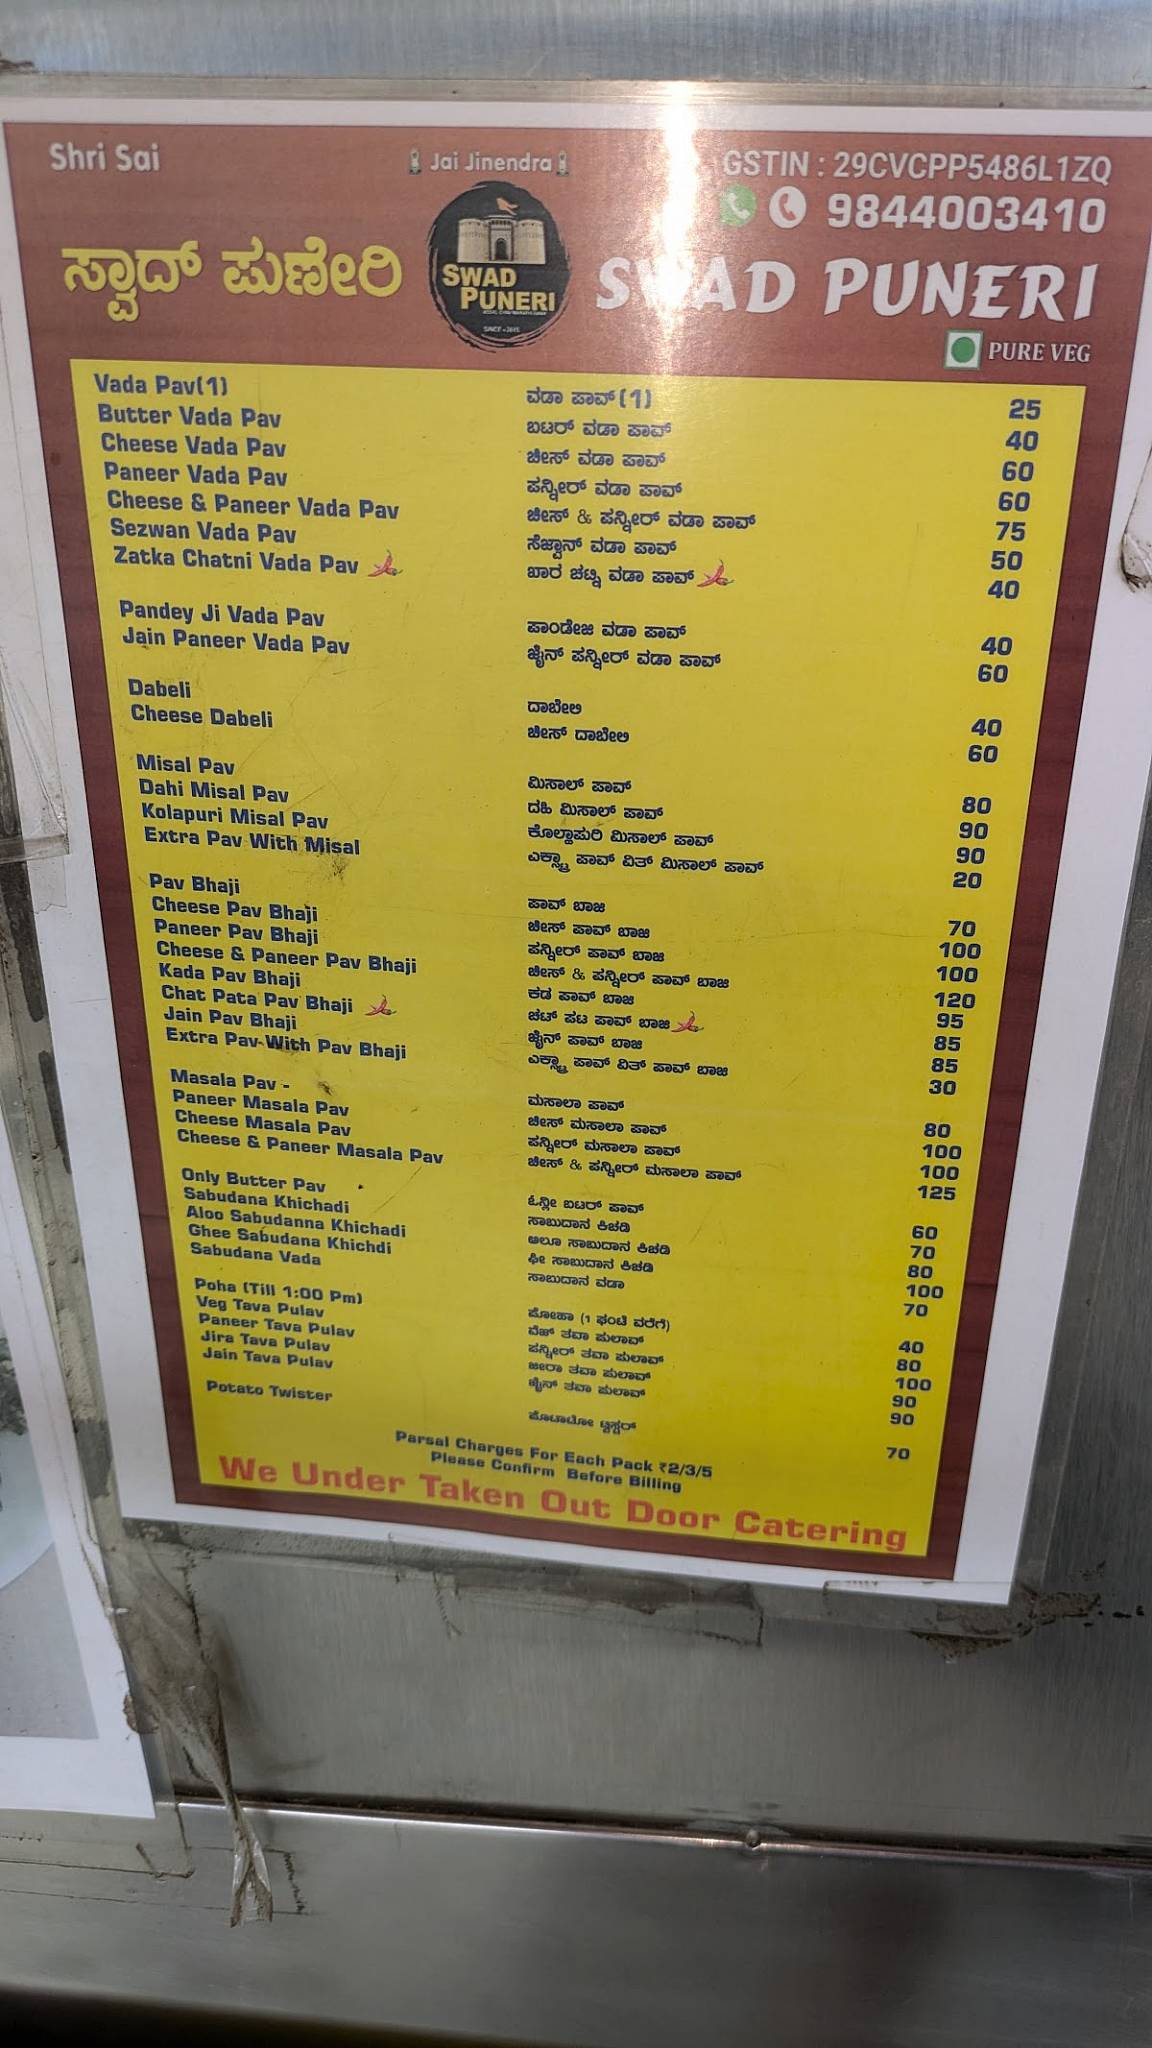 Shri Sai
Jai Jinendra
GSTIN : 29CVCPP5486L1ZQ
9844003410
ಸ್ವಾದ್ ಪುಣೇರಿ
SWAD
PUNERI
SWAD PUNERI
PURE VEG
Vada Pav(1) ವಡಾ ಪಾವ್ (1) 25
Butter Vada Pav ಬಟರ್ ವಡಾ ಪಾವ್ 40
Cheese Vada Pav ಚೀಸ್ ವಡಾ ಪಾವ್ 60
Paneer Vada Pav ಪನ್ನೀರ್ ವಡಾ ಪಾವ್ 60
Cheese & Paneer Vada Pav ಚೀಸ್ & ಪನ್ನೀರ್ ವಡಾ ಪಾವ್ 75
Sezwan Vada Pav ಸೆಜ್ವಾನ್ ವಡಾ ಪಾವ್ 50
Zatka Chatni Vada Pav ಖಾರ ಚಟ್ನಿ ವಡಾ ಪಾವ್ 40
Pandey Ji Vada Pav ಪಾಂಡೇಜಿ ವಡಾ ಪಾವ್ 40
Jain Paneer Vada Pav ಜೈನ್ ಪನ್ನೀರ್ ವಡಾ ಪಾವ್ 60
Dabeli ದಾಬೇಲಿ 40
Cheese Dabeli ಚೀಸ್ ದಾಬೇಲಿ 60
Misal Pav ಮಿಸಾಲ್ ಪಾವ್ 80
Dahi Misal Pav ದಹಿ ಮಿಸಾಲ್ ಪಾವ್ 90
Kolapuri Misal Pav ಕೊಲ್ಹಾಪುರಿ ಮಿಸಾಲ್ ಪಾವ್ 90
Extra Pav With Misal ಎಕ್ಸ್ಟ್ರಾ ಪಾವ್ ವಿತ್ ಮಿಸಾಲ್ ಪಾವ್ 20
Pav Bhaji ಪಾವ್ ಬಾಜಿ 70
Cheese Pav Bhaji ಚೀಸ್ ಪಾವ್ ಬಾಜಿ 100
Paneer Pav Bhaji ಪನ್ನೀರ್ ಪಾವ್ ಬಾಜಿ 100
Cheese & Paneer Pav Bhaji ಚೀಸ್ & ಪನ್ನೀರ್ ಪಾವ್ ಬಾಜಿ 120
Kada Pav Bhaji ಕಡ ಪಾವ್ ಬಾಜಿ 95
Chat Pata Pav Bhaji ಚಟ್ ಪಟ ಪಾವ್ ಬಾಜಿ 85
Jain Pav Bhaji ಜೈನ್ ಪಾವ್ ಬಾಜಿ 85
Extra Pav With Pav Bhaji ಎಕ್ಸ್ಟ್ರಾ ಪಾವ್ ವಿತ್ ಪಾವ್ ಬಾಜಿ 30
Masala Pav - ಮಸಾಲಾ ಪಾವ್ 80
Paneer Masala Pav ಚೀಸ್ ಮಸಾಲಾ ಪಾವ್ 100
Cheese Masala Pav ಪನ್ನೀರ್ ಮಸಾಲಾ ಪಾವ್ 100
Cheese & Paneer Masala Pav ಚೀಸ್ & ಪನ್ನೀರ್ ಮಸಾಲಾ ಪಾವ್ 125
Only Butter Pav ಓನ್ಲೀ ಬಟರ್ ಪಾವ್ 60
Sabudana Khichadi ಸಾಬುದಾನ ಕಿಚಡಿ 70
Aloo Sabudanna Khichadi ಆಲೂ ಸಾಬುದಾನ ಕಿಚಡಿ 80
Ghee Sabudana Khichdi ಘೀ ಸಾಬುದಾನ ಕಿಚಡಿ 100
Sabudana Vada ಸಾಬುದಾನ ವಡಾ 70
Poha (Till 1:00 Pm) ಪೋಹಾ (1 ಘಂಟೆ ವರೆಗೆ) 40
Veg Tava Pulav ವೆಜ್ ತವಾ ಪುಲಾವ್ 80
Paneer Tava Pulav ಪನ್ನೀರ್ ತವಾ ಪುಲಾವ್ 100
Jira Tava Pulav ಜೀರಾ ತವಾ ಪುಲಾವ್ 90
Jain Tava Pulav ಜೈನ್ ತವಾ ಪುಲಾವ್ 90
Potato Twister ಪೊಟಾಟೋ ಟ್ವಿಸ್ಟರ್ 70
Parsal Charges For Each Pack ₹2/3/5
Please Confirm Before Billing
We Under Taken Out Door Catering